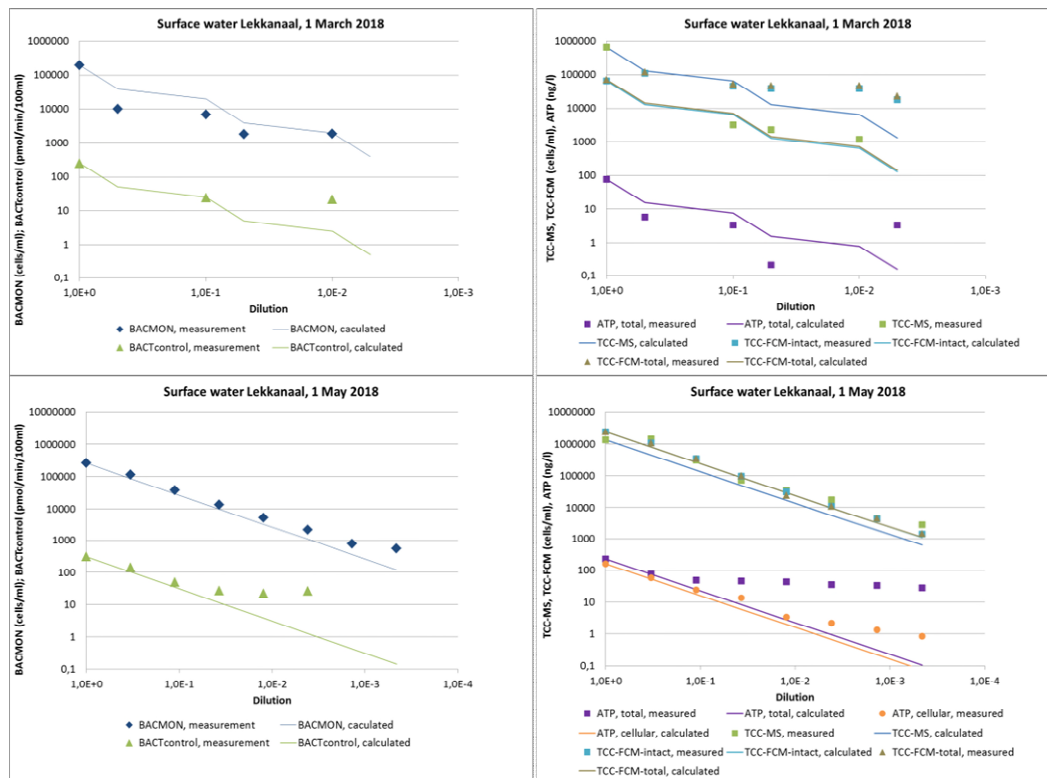 Surface water Lekkanaal, 1 March 2018
BACMON (cells/ml); BACTcontrol (pmol/min/100ml)
1000000
100000
10000
1000
100
10
1
0,1
1,0E+0 1,0E-1 1,0E-2 1,0E-3
Dilution
BACMON, measurement BACMON, caculated
BACTcontrol, measurement BACTcontrol, calculated
Surface water Lekkanaal, 1 March 2018
TCC-MS, TCC-FCM (cells/ml), ATP (ng/l)
1000000
100000
10000
1000
100
10
1
0,1
1,0E+0 1,0E-1 1,0E-2 1,0E-3
Dilution
ATP, total, measured ATP, total, calculated TCC-MS, measured
TCC-MS, calculated TCC-FCM-intact, measured TCC-FCM-intact, calculated
TCC-FCM-total, measured TCC-FCM-total, calculated
Surface water Lekkanaal, 1 May 2018
BACMON (cells/ml); BACTcontrol (pmol/min/100ml)
10000000
1000000
100000
10000
1000
100
10
1
0,1
1,0E+0 1,0E-1 1,0E-2 1,0E-3 1,0E-4
Dilution
BACMON, measurement BACMON, caculated
BACTcontrol, measurement BACTcontrol, calculated
Surface water Lekkanaal, 1 May 2018
TCC-MS, TCC-FCM (cells/ml), ATP (ng/l)
10000000
1000000
100000
10000
1000
100
10
1
0,1
1,0E+0 1,0E-1 1,0E-2 1,0E-3 1,0E-4
Dilution
ATP, total, measured ATP, total, calculated ATP, cellular, measured
ATP, cellular, calculated TCC-MS, measured TCC-MS, calculated
TCC-FCM-intact, measured TCC-FCM-intact, calculated TCC-FCM-total, measured
TCC-FCM-total, calculated